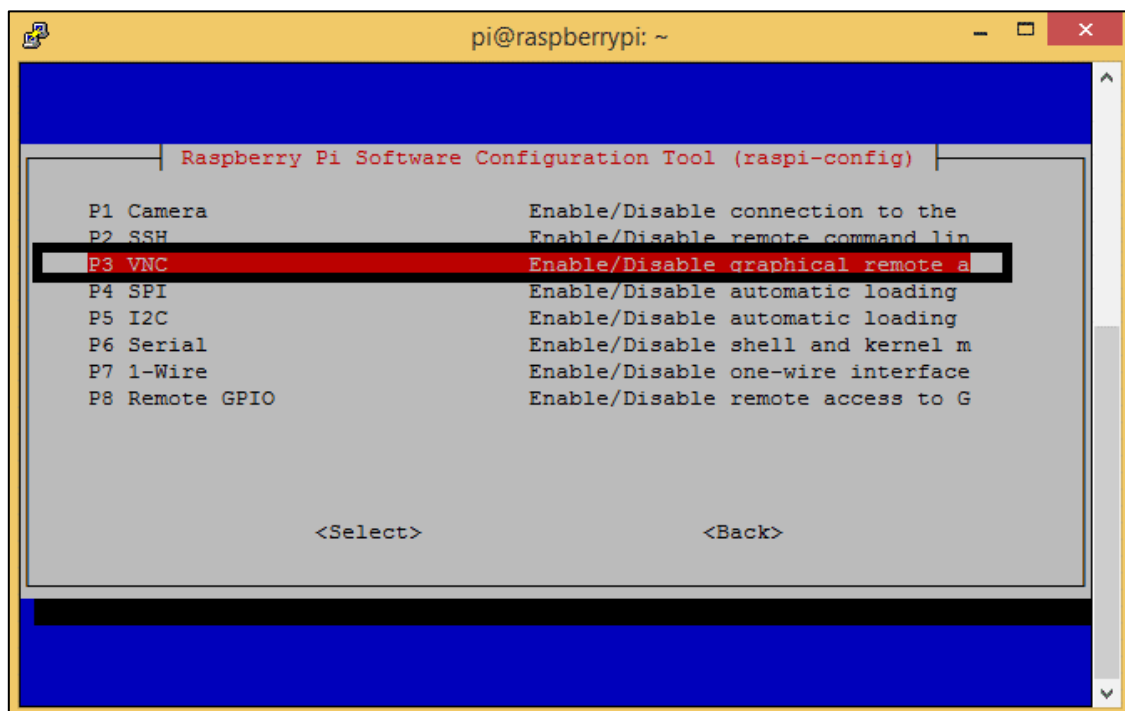 pi@raspberrypi: ~
Raspberry Pi Software Configuration Tool (raspi-config)
P1 Camera Enable/Disable connection to the
P2 SSH Enable/Disable remote command lin
P3 VNC Enable/Disable graphical remote a
P4 SPI Enable/Disable automatic loading
P5 I2C Enable/Disable automatic loading
P6 Serial Enable/Disable shell and kernel m
P7 1-Wire Enable/Disable one-wire interface
P8 Remote GPIO Enable/Disable remote access to G
<Select> <Back>